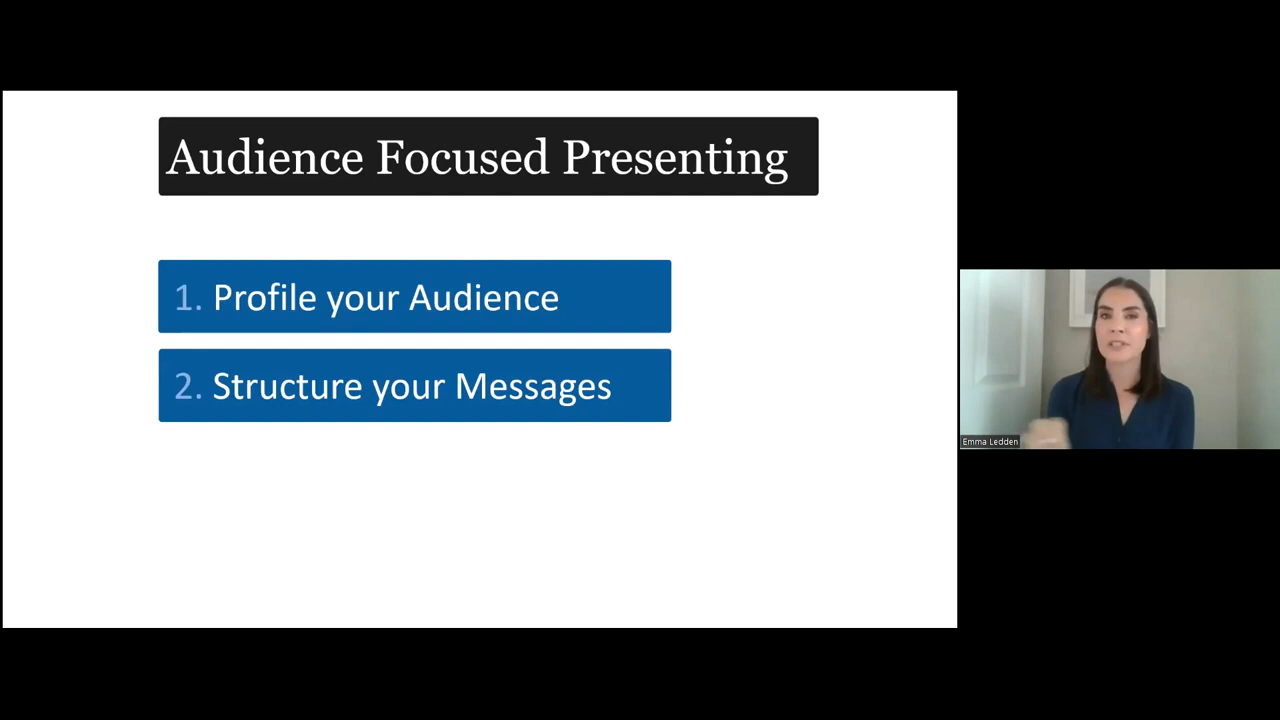 Audience Focused Presenting
1. Profile your Audience
2. Structure your Messages
Emma Ledden